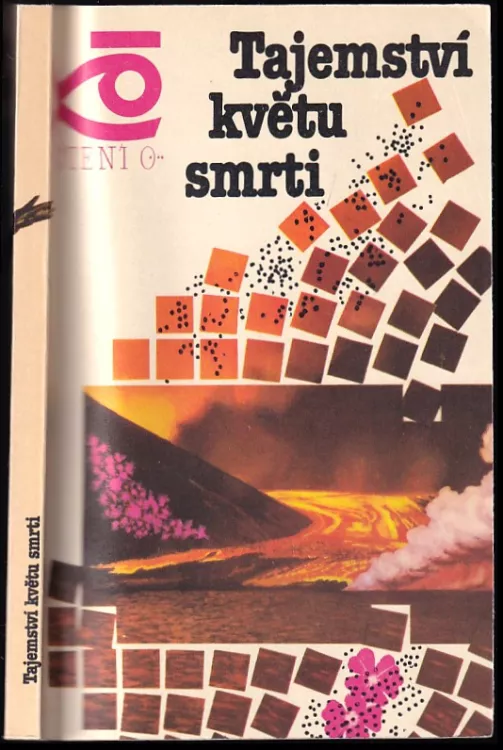 Tajemství
květu
smrti
Tajemství květu smrti